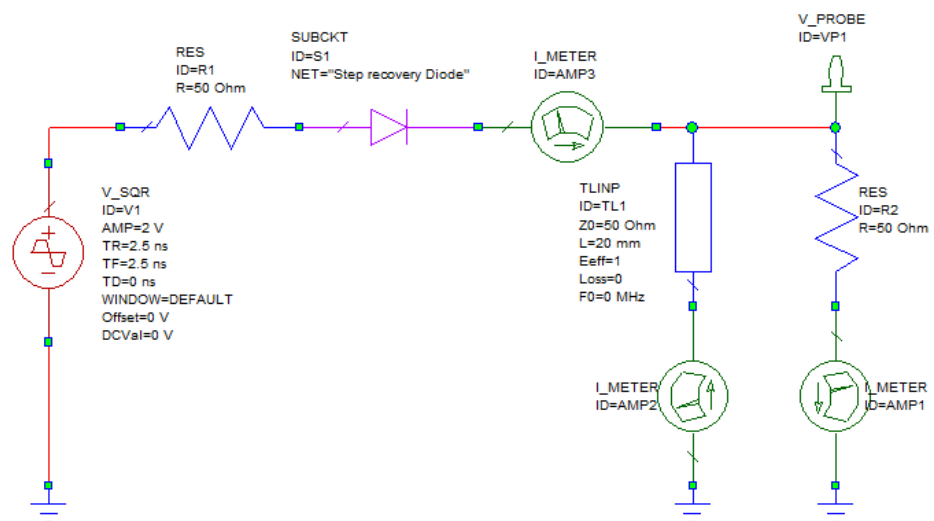 V_PROBE
ID=VP1
SUBCKT
ID=S1
NET="Step recovery Diode"
RES
ID=R1
R=50 Ohm
I_METER
ID=AMP3
V_SQR
ID=V1
AMP=2 V
TR=2.5 ns
TF=2.5 ns
TD=0 ns
WINDOW=DEFAULT
Offset=0 V
DCVal=0 V
TLINP
ID=TL1
Z0=50 Ohm
L=20 mm
Eeff=1
Loss=0
F0=0 MHz
RES
ID=R2
R=50 Ohm
I_METER
ID=AMP2
I_METER
ID=AMP1